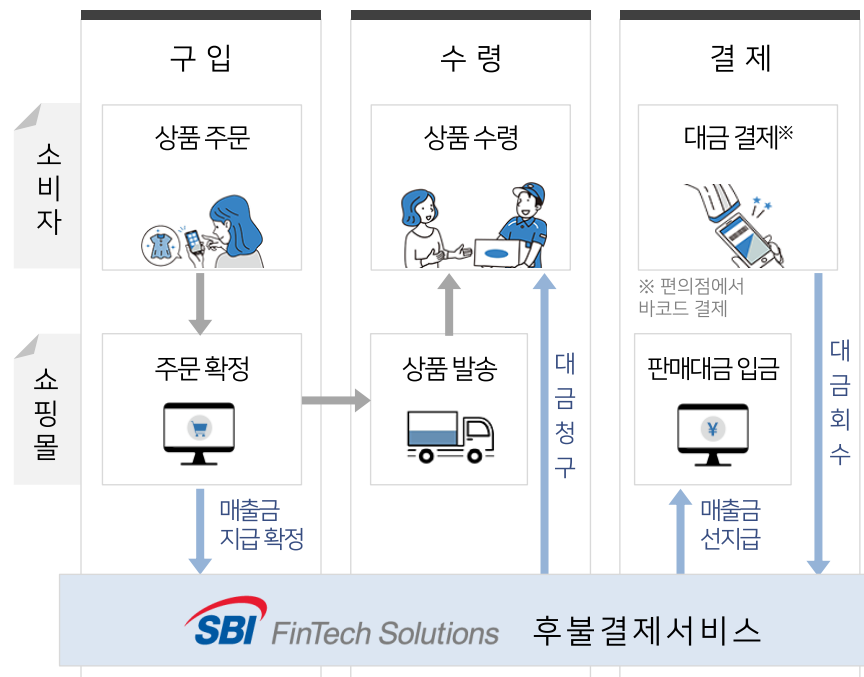 구 입
수 령
결 제
소비자
상품 주문
상품 수령
대금 결제※
※ 편의점에서
바코드 결제
쇼핑몰
주문 확정
상품 발송
대금청구
판매대금 입금
¥
대금회수
매출금
지급 확정
매출금
선지급
SBI FinTech Solutions 후불결제서비스